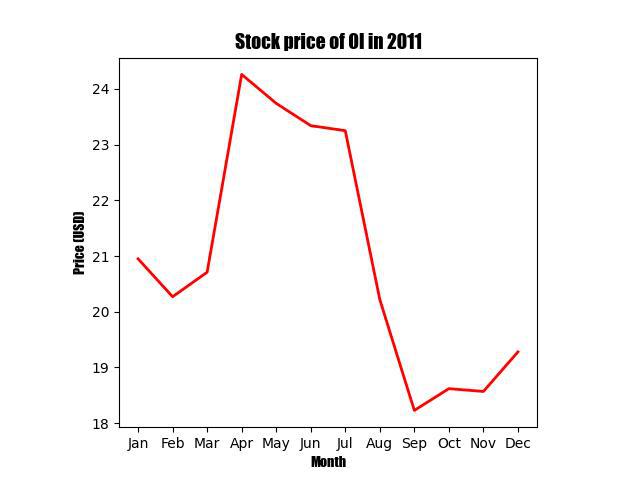 Stock price of OI in 2011
Price (USD)
24
23
22
21
20
19
18
Jan Feb Mar Apr May Jun Jul Aug Sep Oct Nov Dec
Month